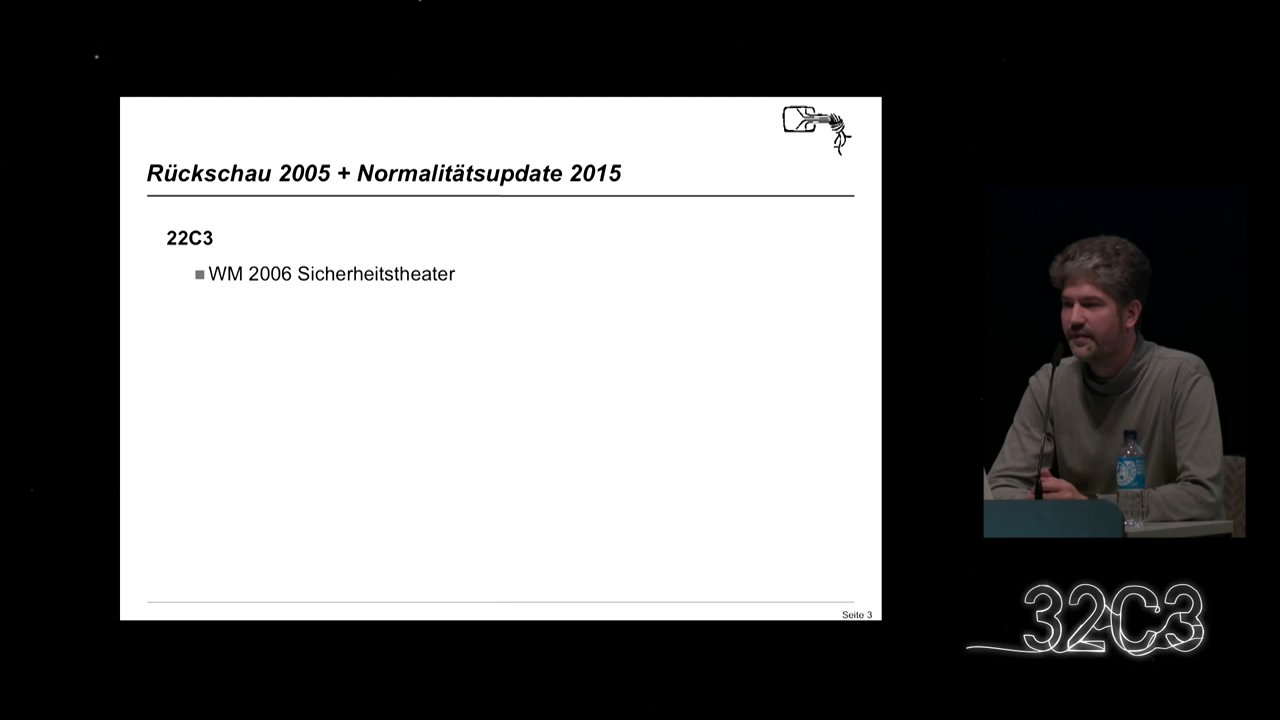 Rückschau 2005 + Normalitätsupdate 2015
22C3
WM 2006 Sicherheitstheater
Seite 3
32C3